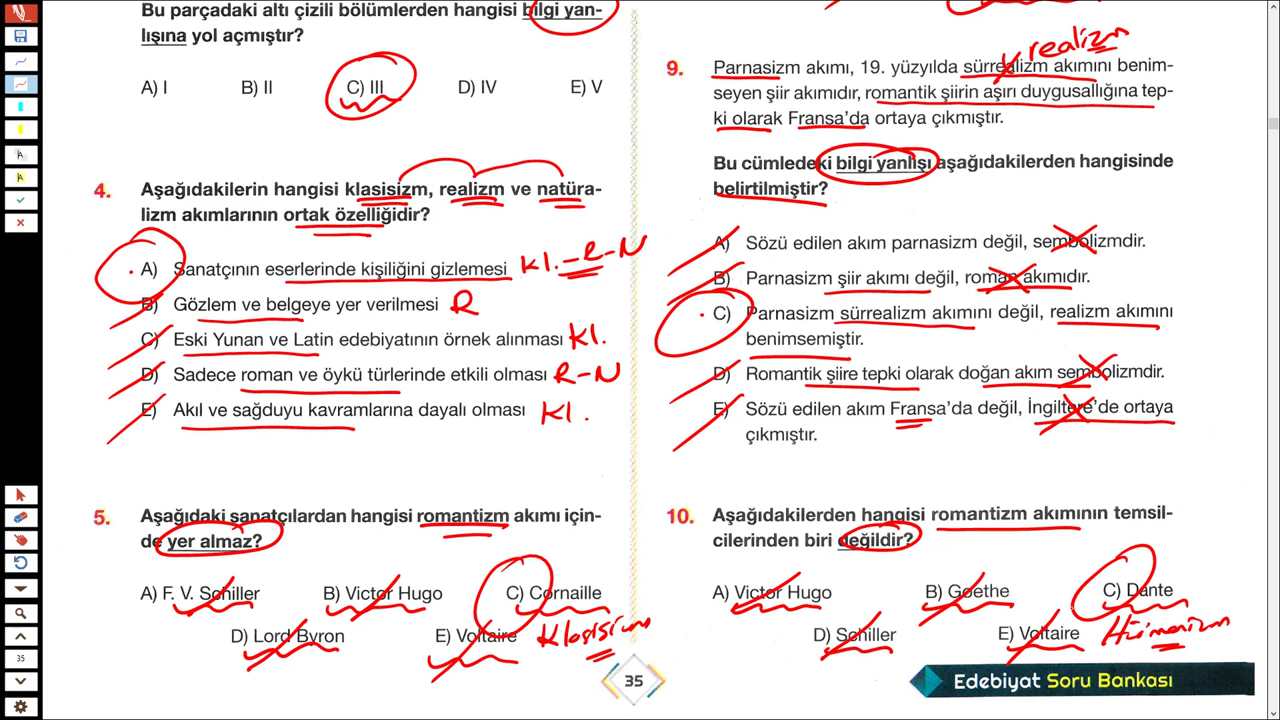 Bu parçadaki altı çizili bölümlerden hangisi bilgi yan-
lışına yol açmıştır?
A) I B) II C) III D) IV E) V
4. Aşağıdakilerin hangisi klasisizm, realizm ve natüra-
lizm akımlarının ortak özelliğidir?
A) Sanatçının eserlerinde kişiliğini gizlemesi Kl. – R – N
B) Gözlem ve belgeye yer verilmesi R
C) Eski Yunan ve Latin edebiyatının örnek alınması Kl.
D) Sadece roman ve öykü türlerinde etkili olması R – N
E) Akıl ve sağduyu kavramlarına dayalı olması Kl.
5. Aşağıdaki sanatçılardan hangisi romantizm akımı için-
de yer almaz?
A) F. V. Schiller B) Victor Hugo C) Cornaille
D) Lord Byron E) Voltaire Klasisizm
realizm
9. Parnasizm akımı, 19. yüzyılda sürrealizm akımını benim-
seyen şiir akımıdır, romantik şiirin aşırı duygusallığına tep-
ki olarak Fransa'da ortaya çıkmıştır.
Bu cümledeki bilgi yanlışı aşağıdakilerden hangisinde
belirtilmiştir?
A) Sözü edilen akım parnasizm değil, sembolizmdir.
B) Parnasizm şiir akımı değil, roman akımıdır.
C) Parnasizm sürrealizm akımını değil, realizm akımını
benimsemiştir.
D) Romantik şiire tepki olarak doğan akım sembolizmdir.
E) Sözü edilen akım Fransa'da değil, İngiltere'de ortaya
çıkmıştır.
10. Aşağıdakilerden hangisi romantizm akımının temsil-
cilerinden biri değildir?
A) Victor Hugo B) Goethe C) Dante
D) Schiller E) Voltaire Hümanizm
35
Edebiyat Soru Bankası
35